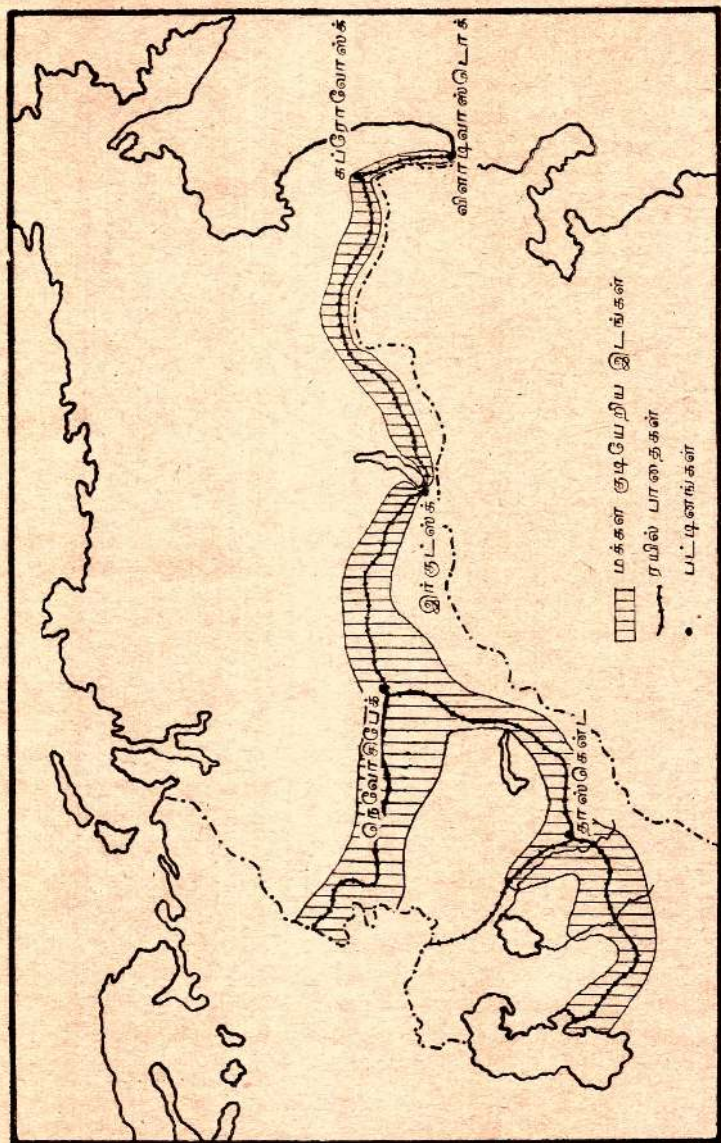 கப்ரோவோஸ்க்
விளாடிவாஸ்டொக்
இர்குட்ஸ்க்
நெவோசிபேக்
தாஸ்கெண்ட்
மக்கள் குடியேறிய இடங்கள்
ரயில் பாதைகள்
பட்டினங்கள்